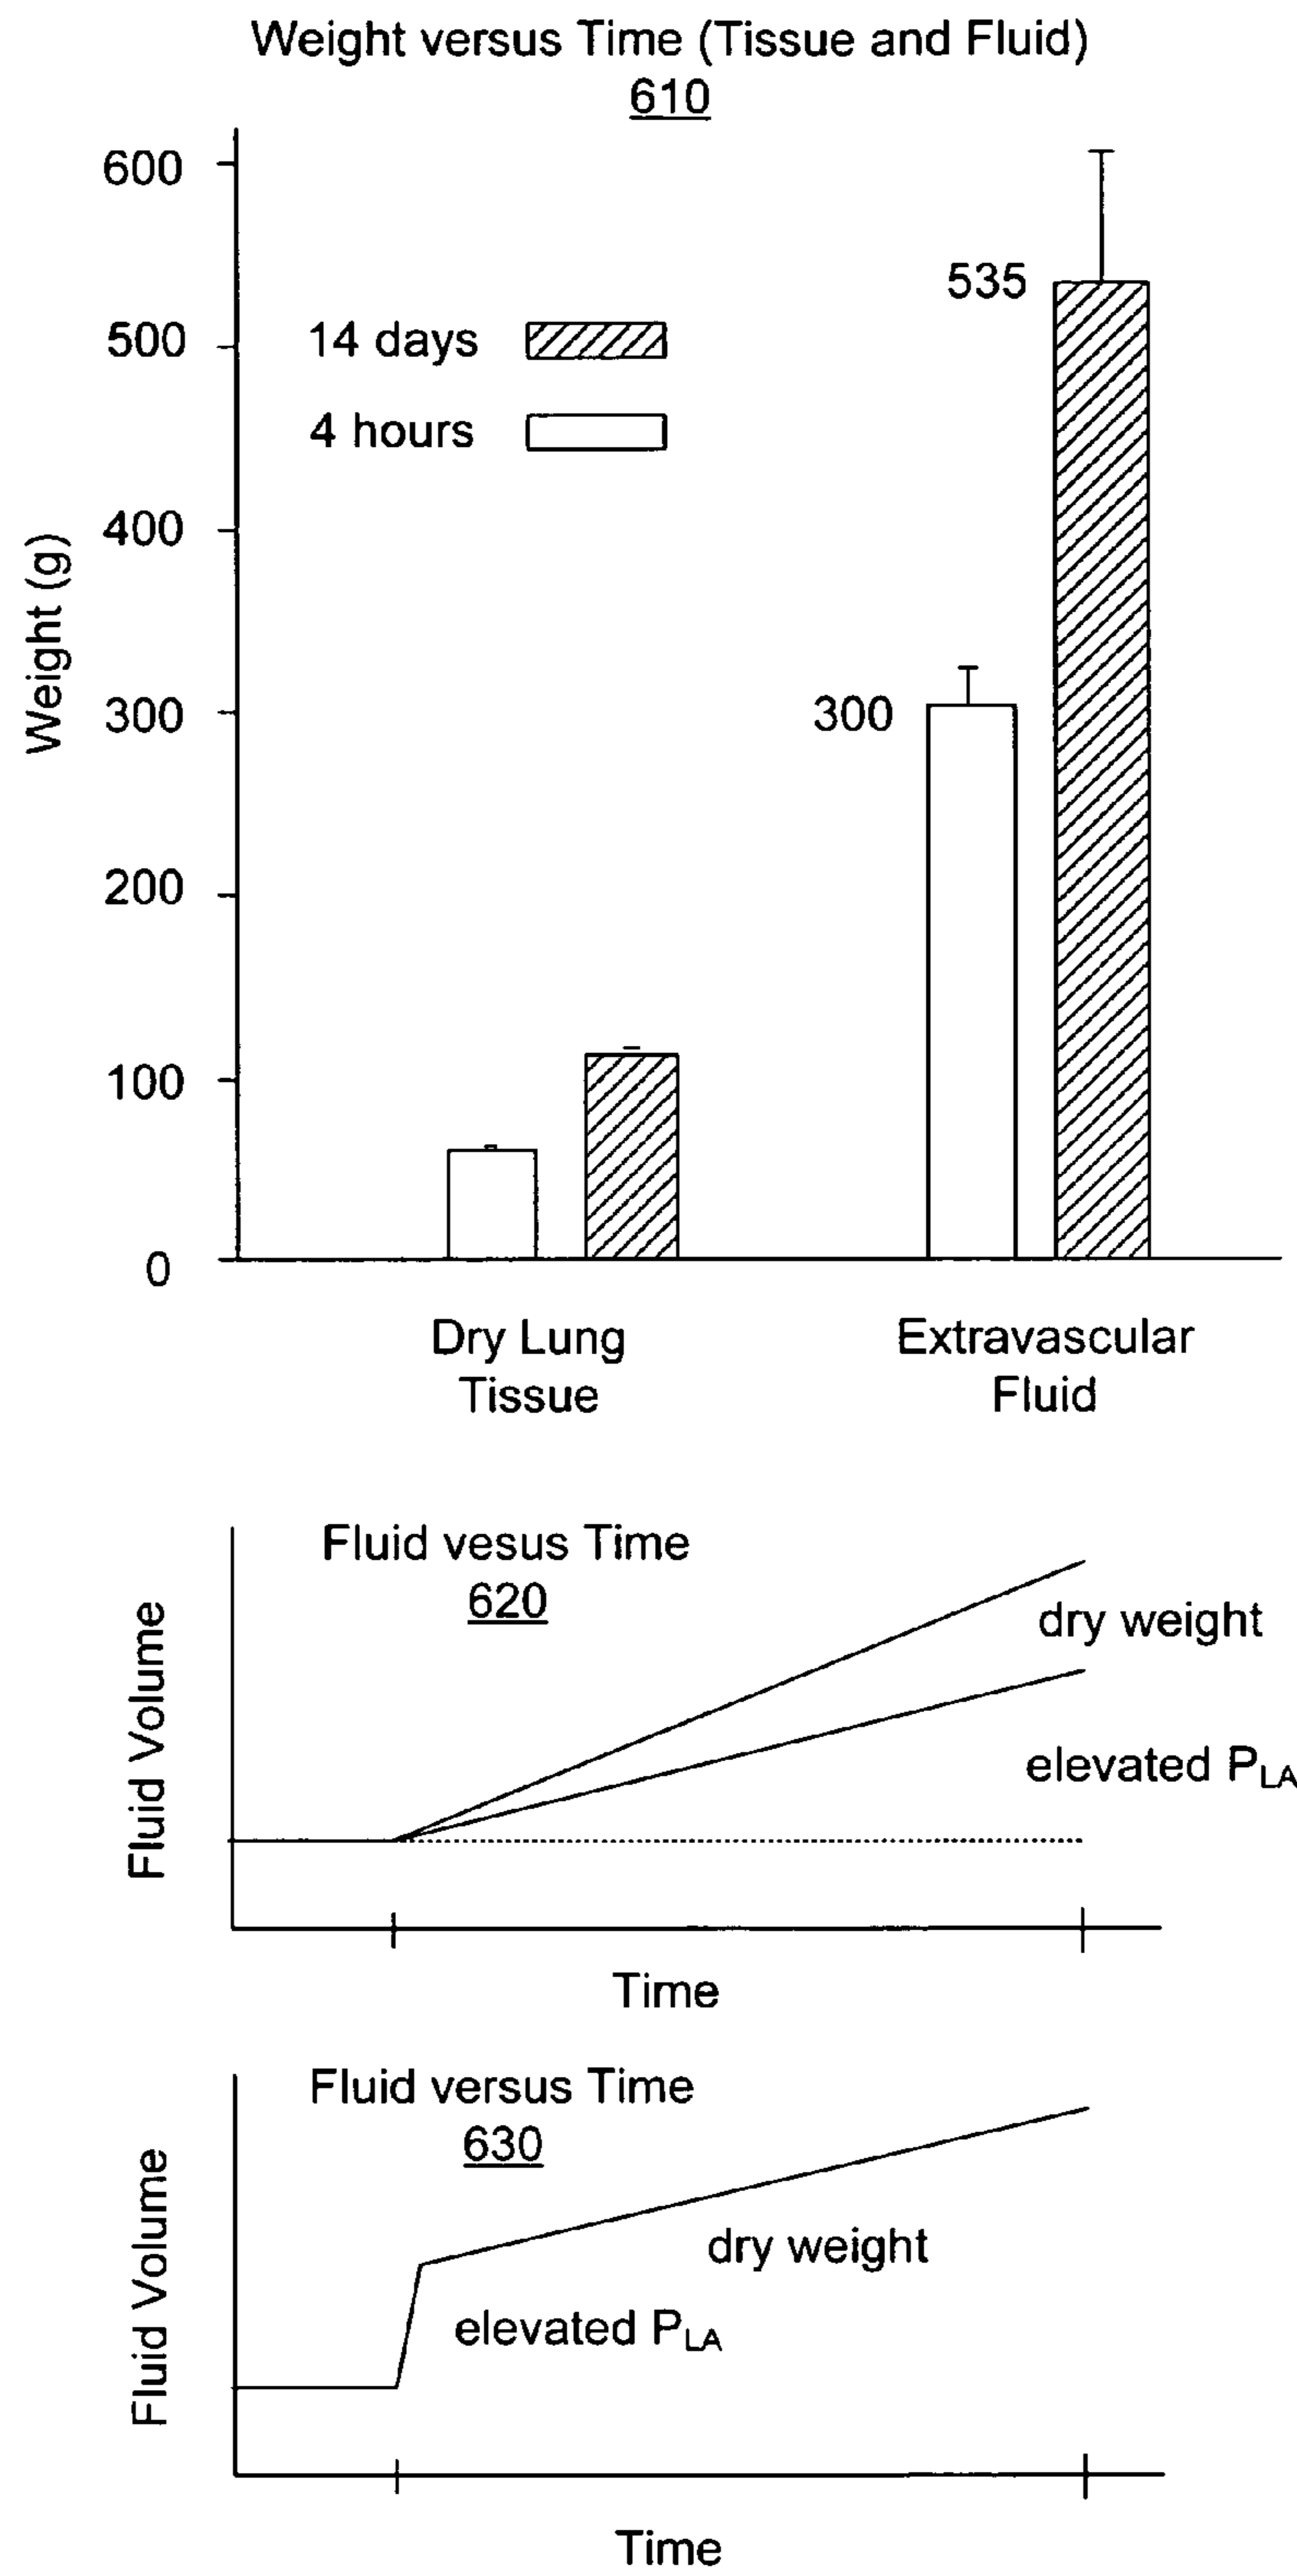 Weight versus Time (Tissue and Fluid)
610
600
500
400
300
200
100
0
Weight (g)
14 days
4 hours
535
300
Dry Lung
Tissue
Extravascular
Fluid
Fluid vesus Time
620
Fluid Volume
dry weight
elevated PLA
Time
Fluid versus Time
630
Fluid Volume
dry weight
elevated PLA
Time